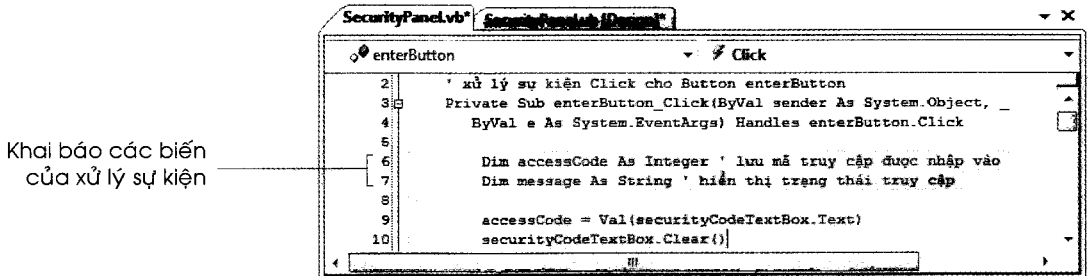 SecurityPanel.vb* SecurityPanel.vb [Design]*
enterButton Click
2 ' xử lý sự kiện Click cho Button enterButton
3 Private Sub enterButton_Click(ByVal sender As System.Object, _
4 ByVal e As System.EventArgs) Handles enterButton.Click
5
Khai báo các biến
của xử lý sự kiện
6 Dim accessCode As Integer ' lưu mã truy cập được nhập vào
7 Dim message As String ' hiển thị trạng thái truy cập
8
9 accessCode = Val(securityCodeTextBox.Text)
10 securityCodeTextBox.Clear()